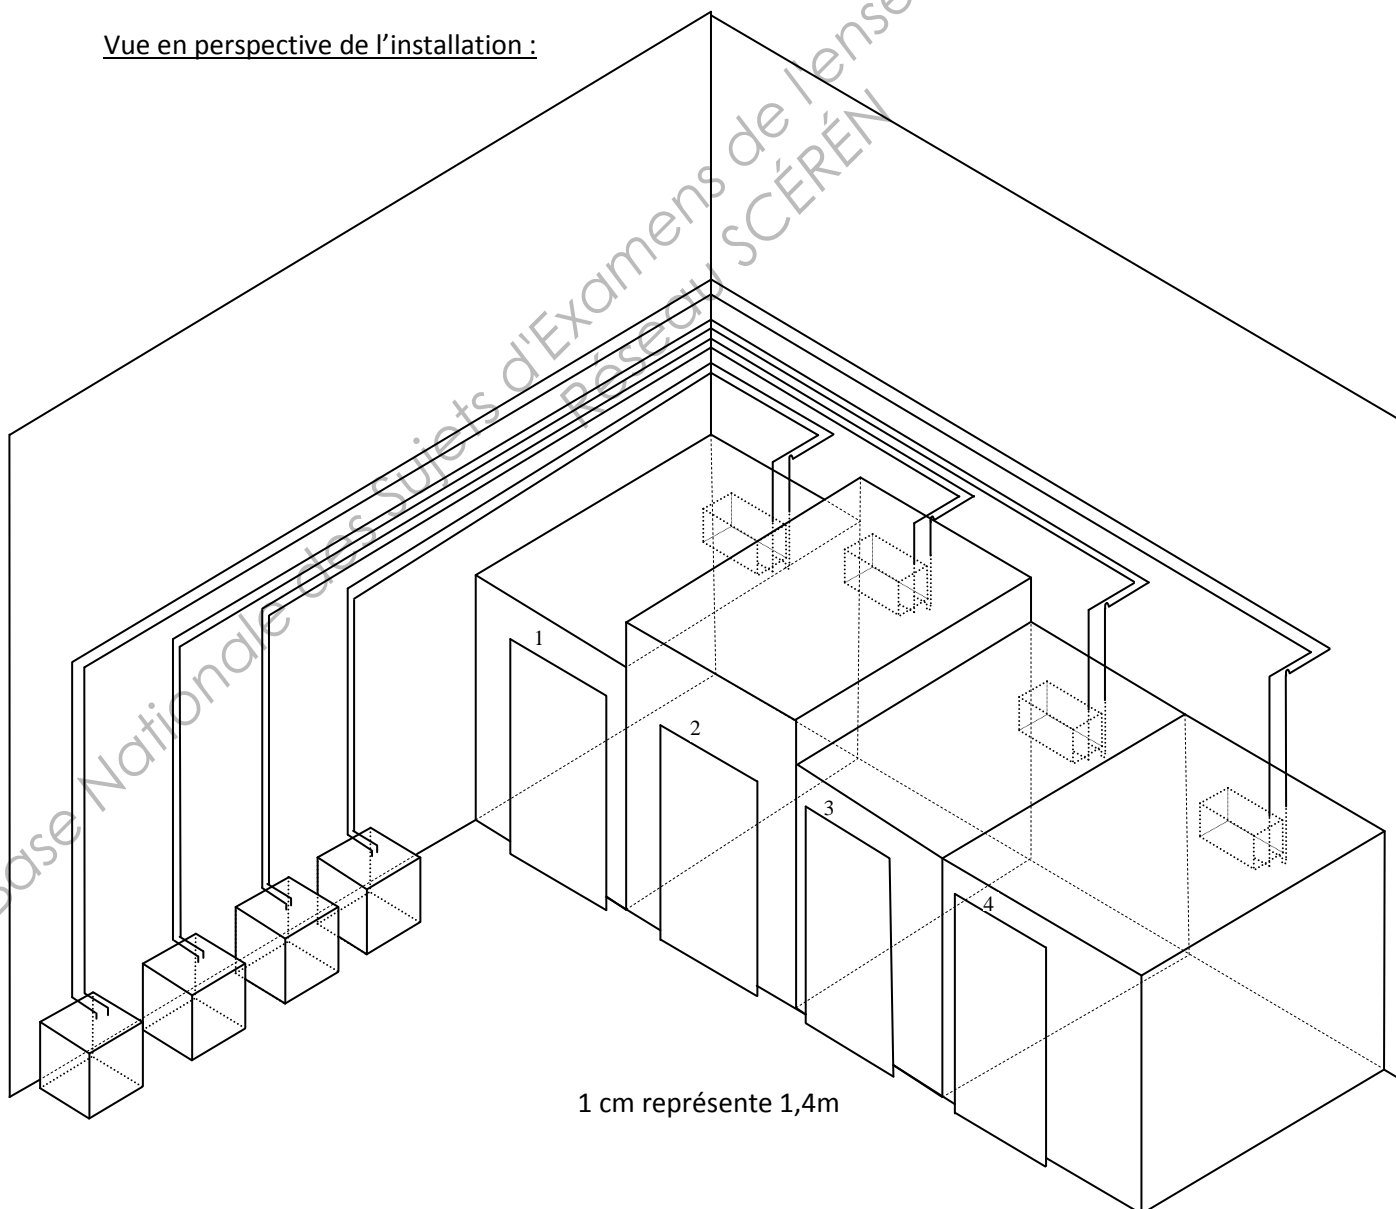 Vue en perspective de l'installation :
Base Nationale des Sujets d'Examens de l'ense
Réseau SCÉRÉN
1
2
3
4
1 cm représente 1,4m